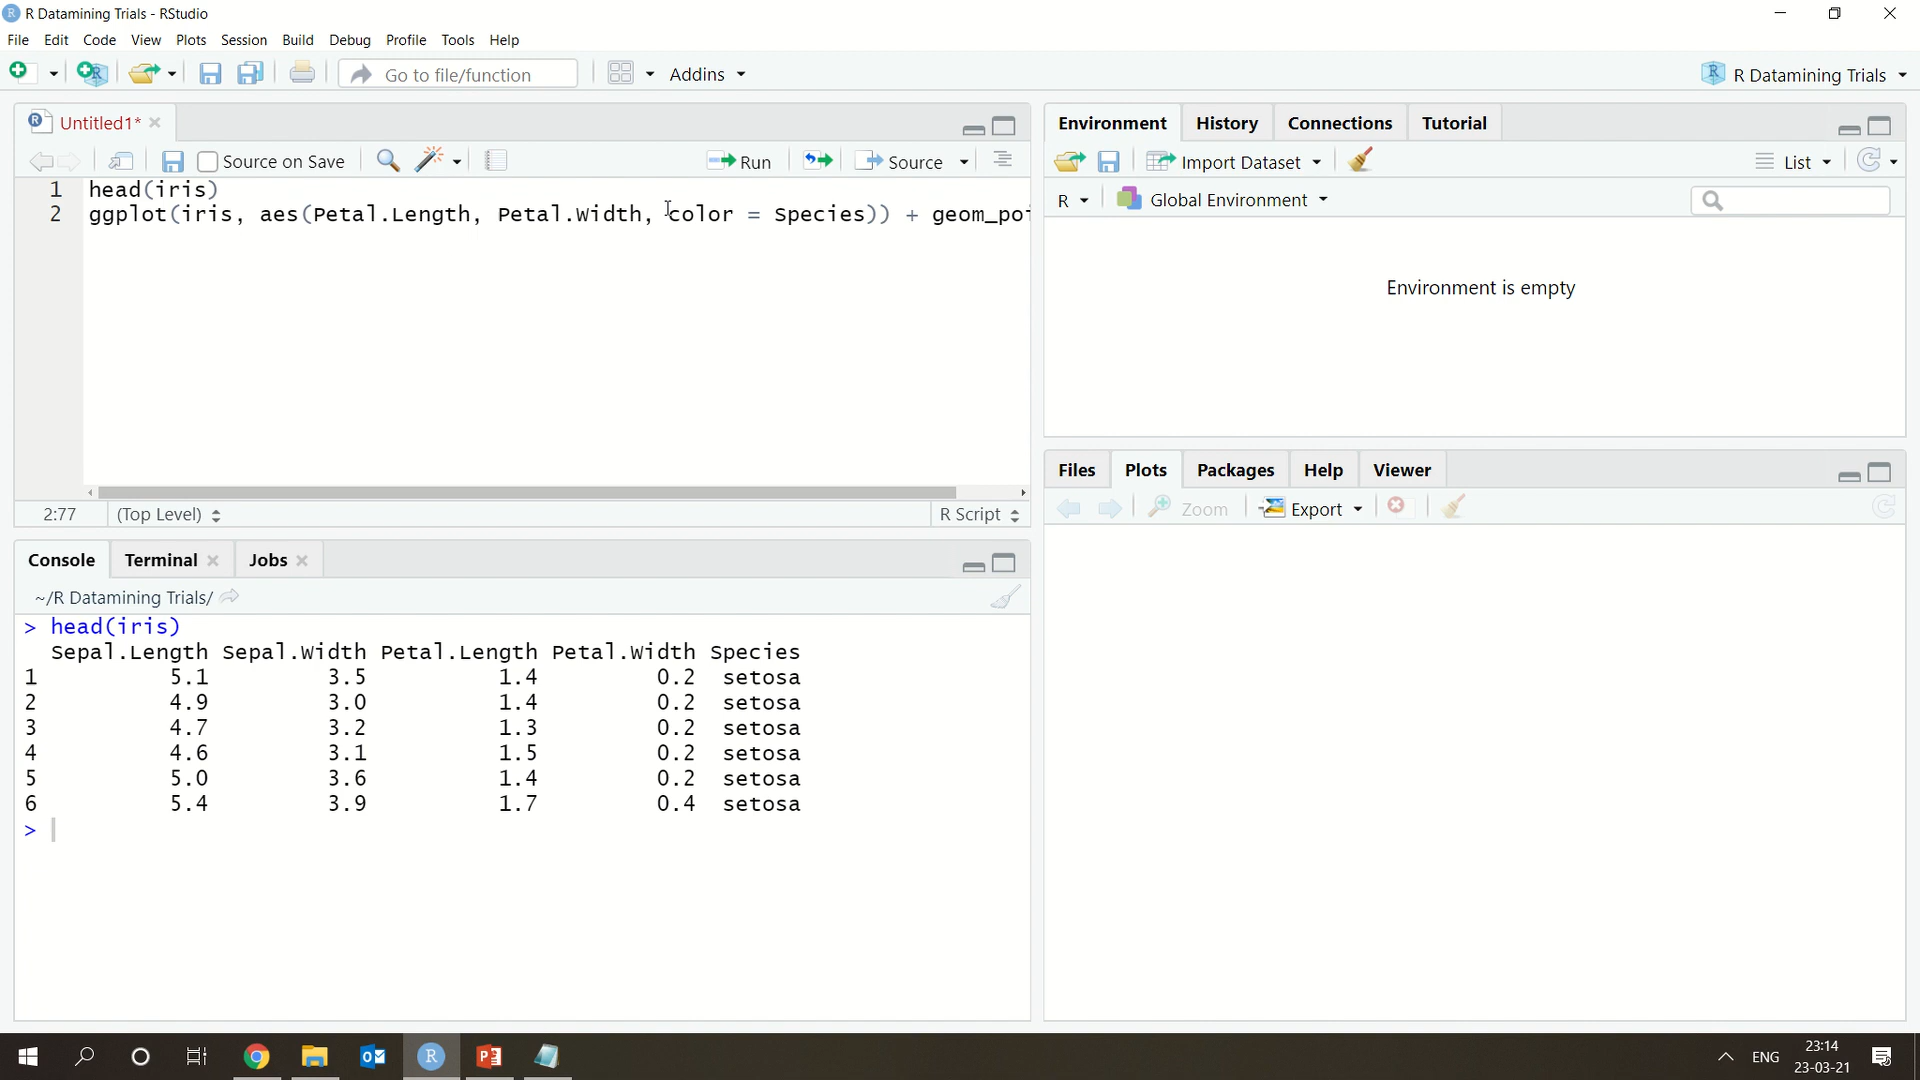 R Datamining Trials - RStudio
File Edit Code View Plots Session Build Debug Profile Tools Help
Go to file/function Addins R Datamining Trials
Untitled1*
Source on Save Run Source
1 head(iris)
2 ggplot(iris, aes(Petal.Length, Petal.Width, color = Species)) + geom_poi
2:77 (Top Level) R Script
Console Terminal Jobs
~/R Datamining Trials/
> head(iris)
Sepal.Length Sepal.Width Petal.Length Petal.Width Species
1 5.1 3.5 1.4 0.2 setosa
2 4.9 3.0 1.4 0.2 setosa
3 4.7 3.2 1.3 0.2 setosa
4 4.6 3.1 1.5 0.2 setosa
5 5.0 3.6 1.4 0.2 setosa
6 5.4 3.9 1.7 0.4 setosa
>
Environment History Connections Tutorial
Import Dataset List
R Global Environment
Environment is empty
Files Plots Packages Help Viewer
Zoom Export
ENG 23:14
23-03-21